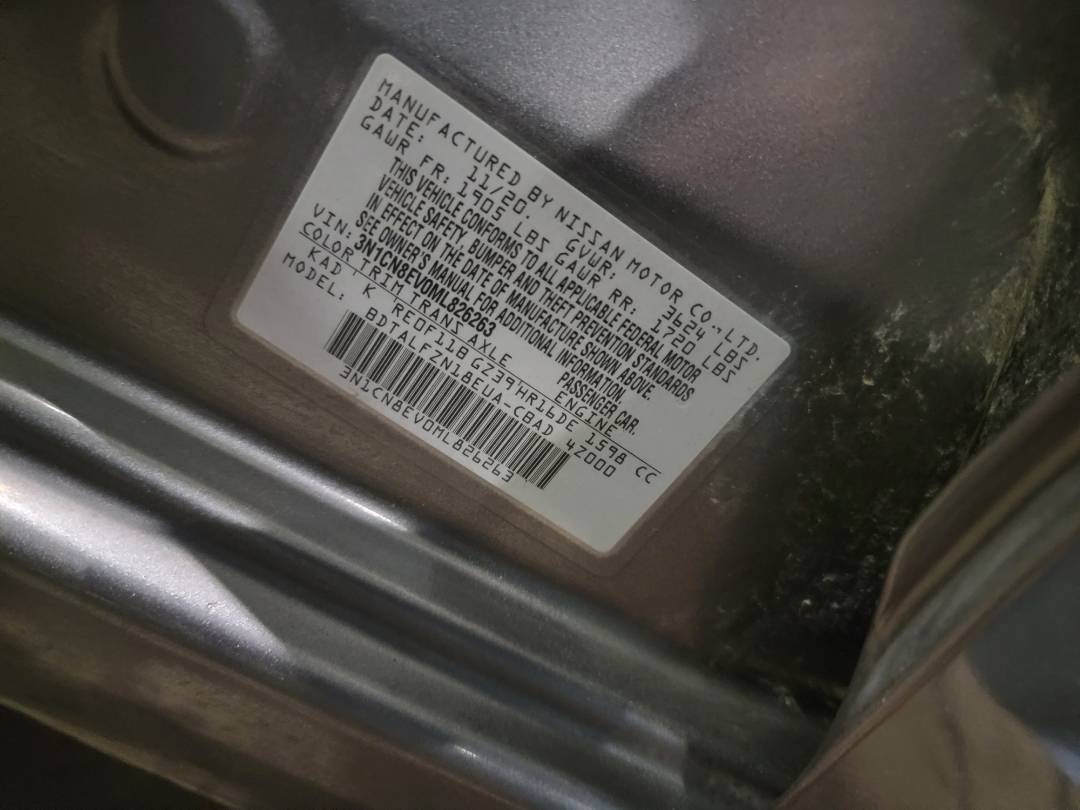 MANUFACTURED BY NISSAN MOTOR CO., LTD.
DATE: 11/20. GVWR: 3624 LBS
GAWR FR: 1905 LBS GAWR RR: 1720 LBS
THIS VEHICLE CONFORMS TO ALL APPLICABLE FEDERAL MOTOR
VEHICLE SAFETY, BUMPER AND THEFT PREVENTION STANDARDS
IN EFFECT ON THE DATE OF MANUFACTURE SHOWN ABOVE.
SEE OWNER'S MANUAL FOR ADDITIONAL INFORMATION.
VIN: 3N1CN8EV0ML826263 PASSENGER CAR.
COLOR TRIM TRANS AXLE ENGINE
KAD K RE0F11B GZ39 HR16DE 1598 CC
MODEL: BDTALFZN18EUA-CBAD 4Z000
3N1CN8EV0ML826263